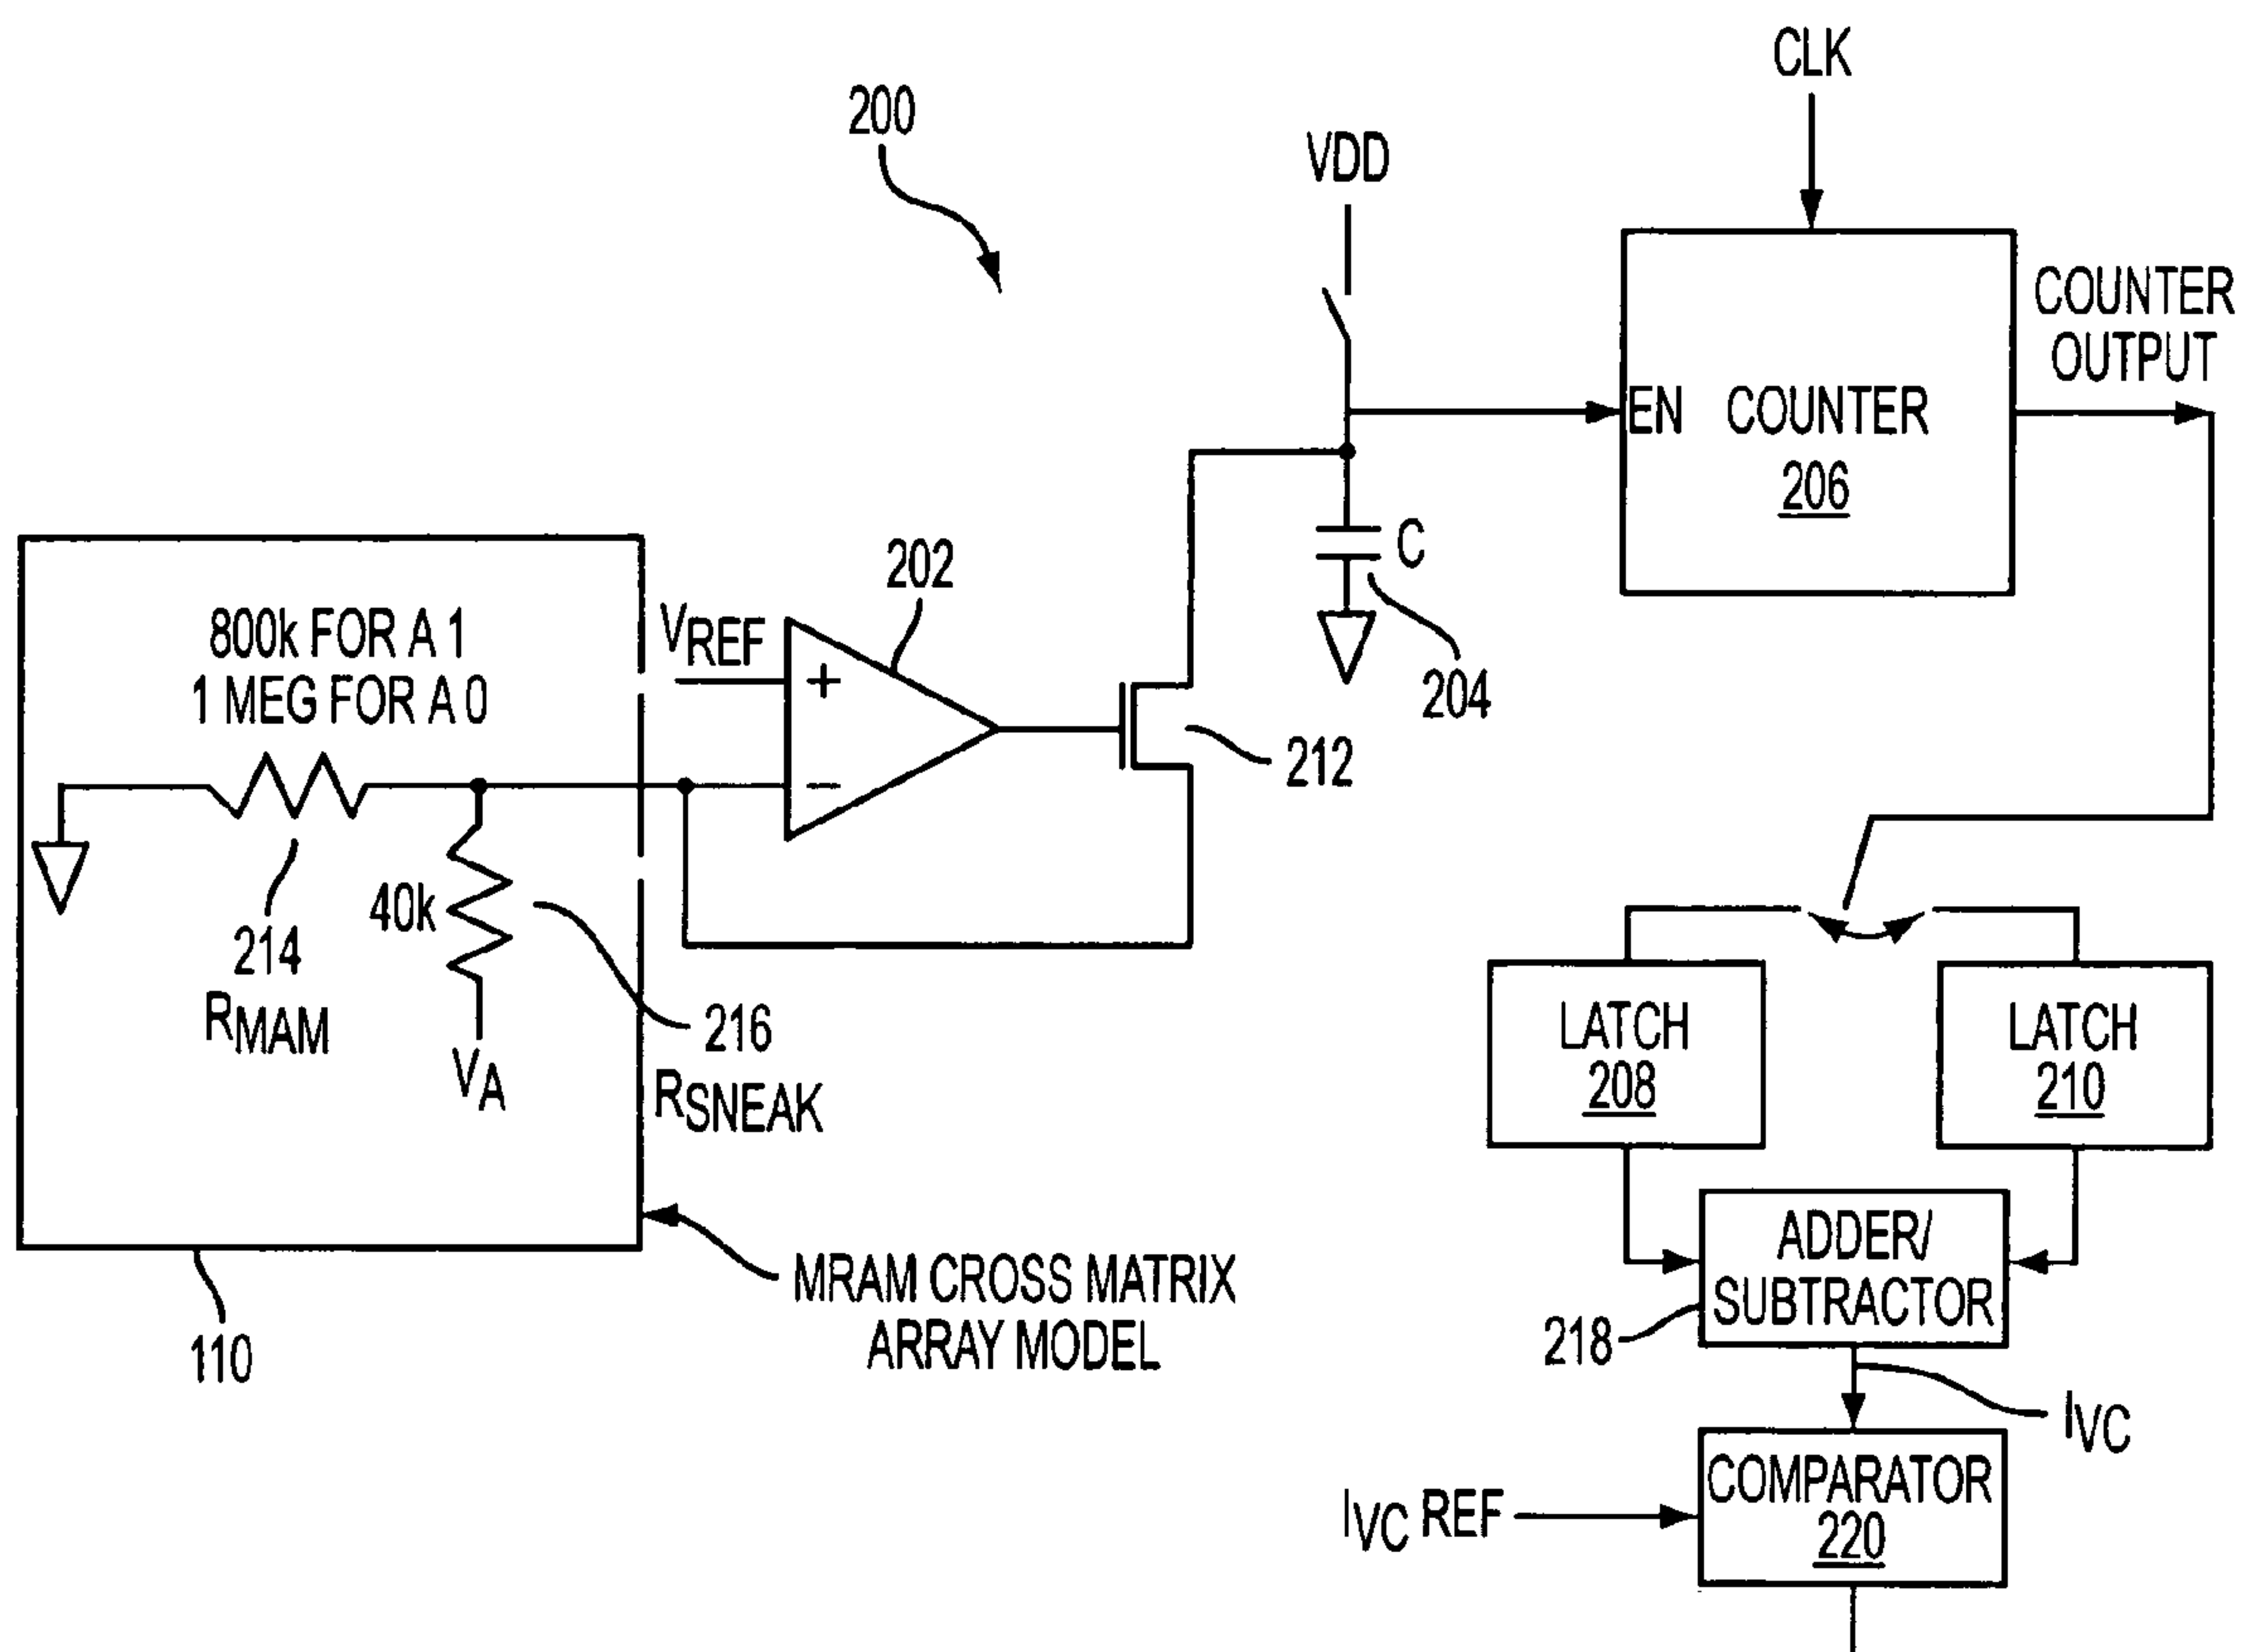 CLK
200
VDD
COUNTER
OUTPUT
EN COUNTER
206
202
C
800k FOR A 1
1 MEG FOR A 0
VREF
+
204
212
−
40k
214
RMAM
216
RSNEAK
VA
LATCH
208
LATCH
210
ADDER/
SUBTRACTOR
218
MRAM CROSS MATRIX
ARRAY MODEL
110
IVC
COMPARATOR
220
IVC REF